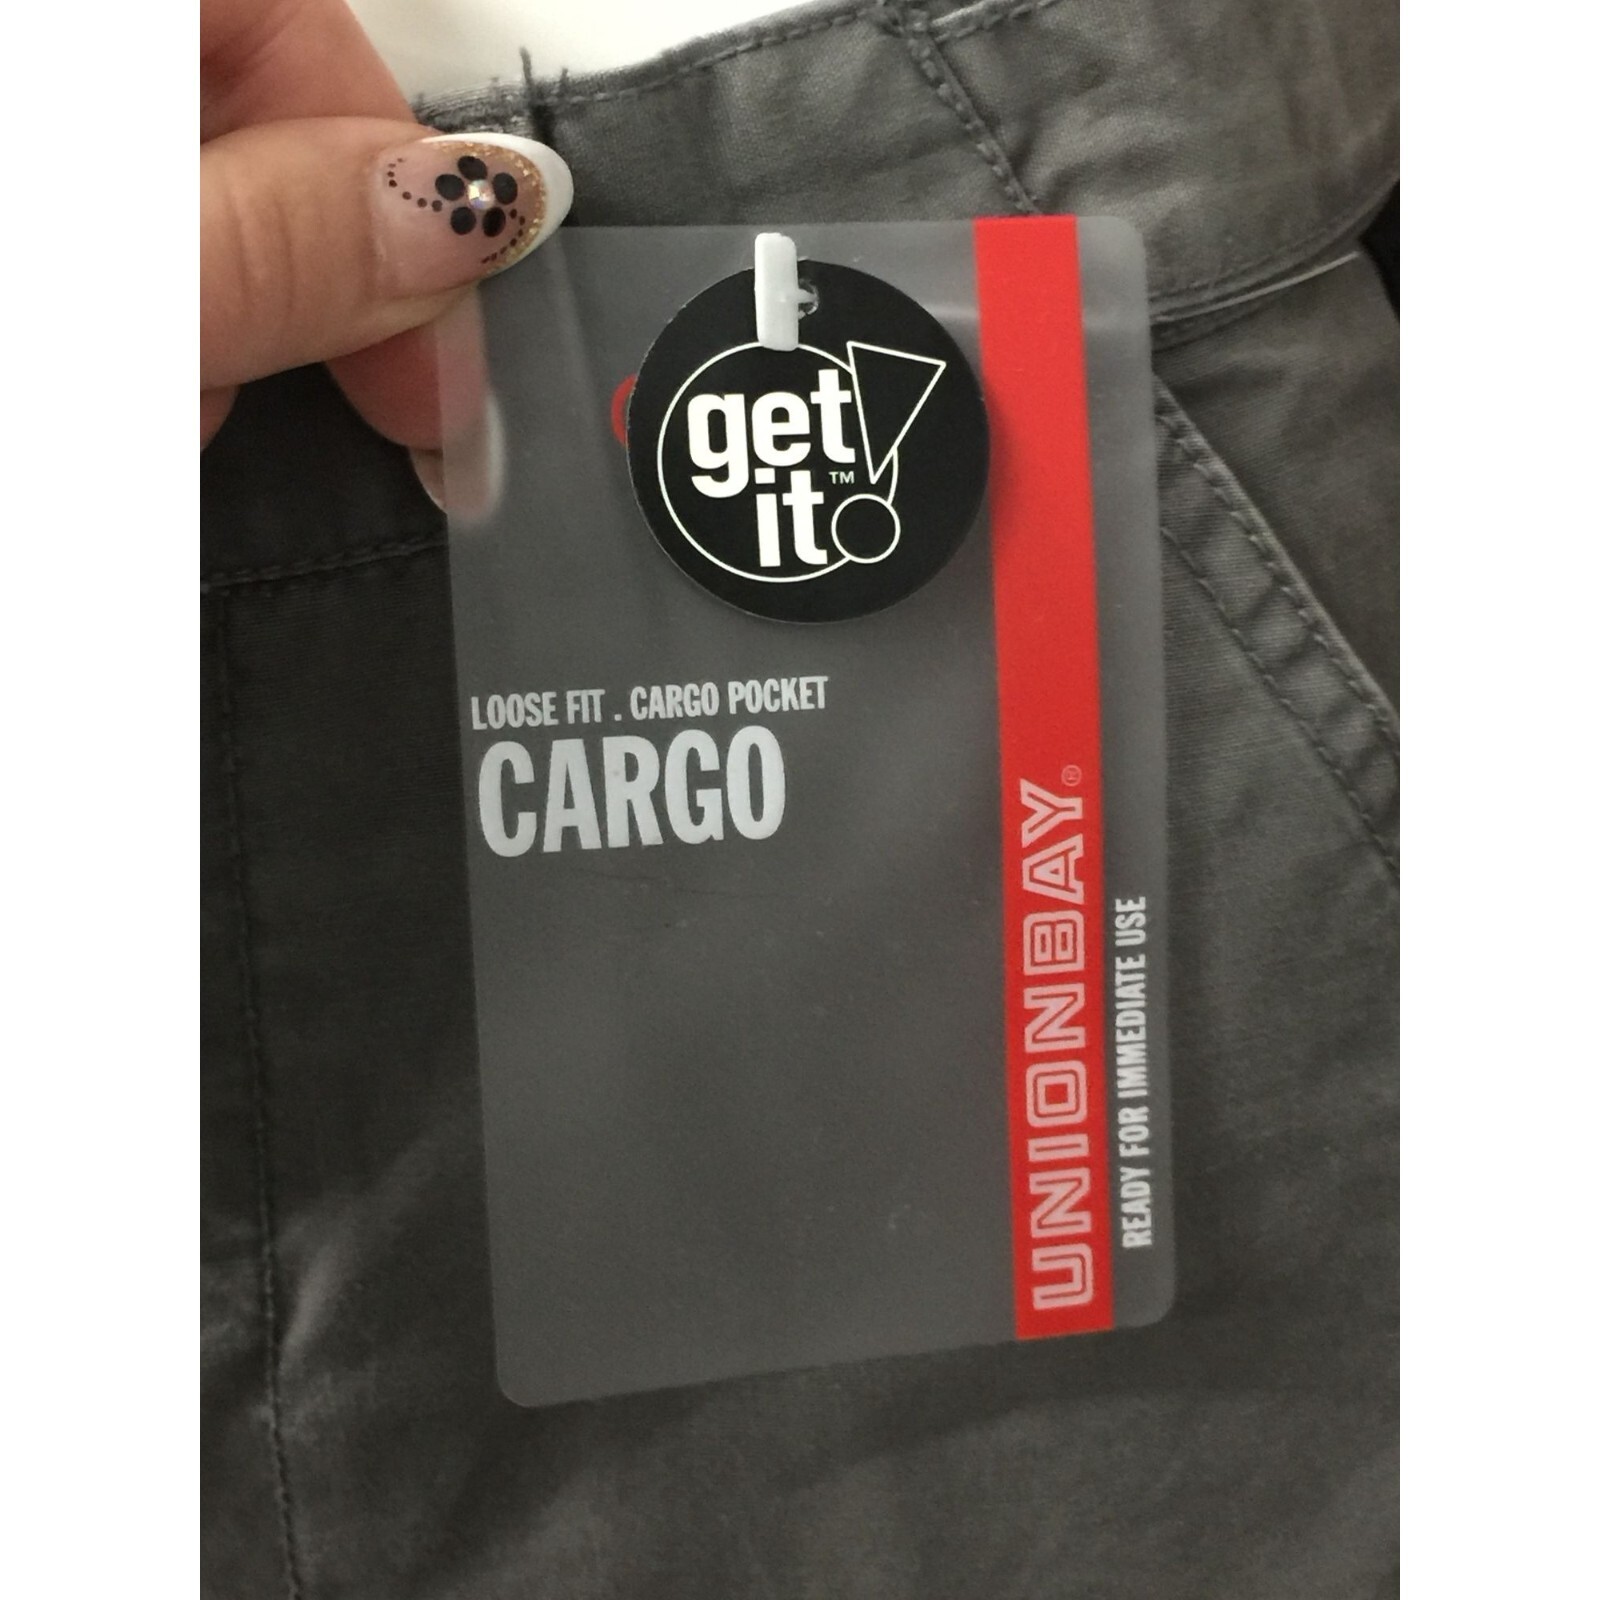 get
it!™
LOOSE FIT . CARGO POCKET
CARGO
UNIONBAY®
READY FOR IMMEDIATE USE